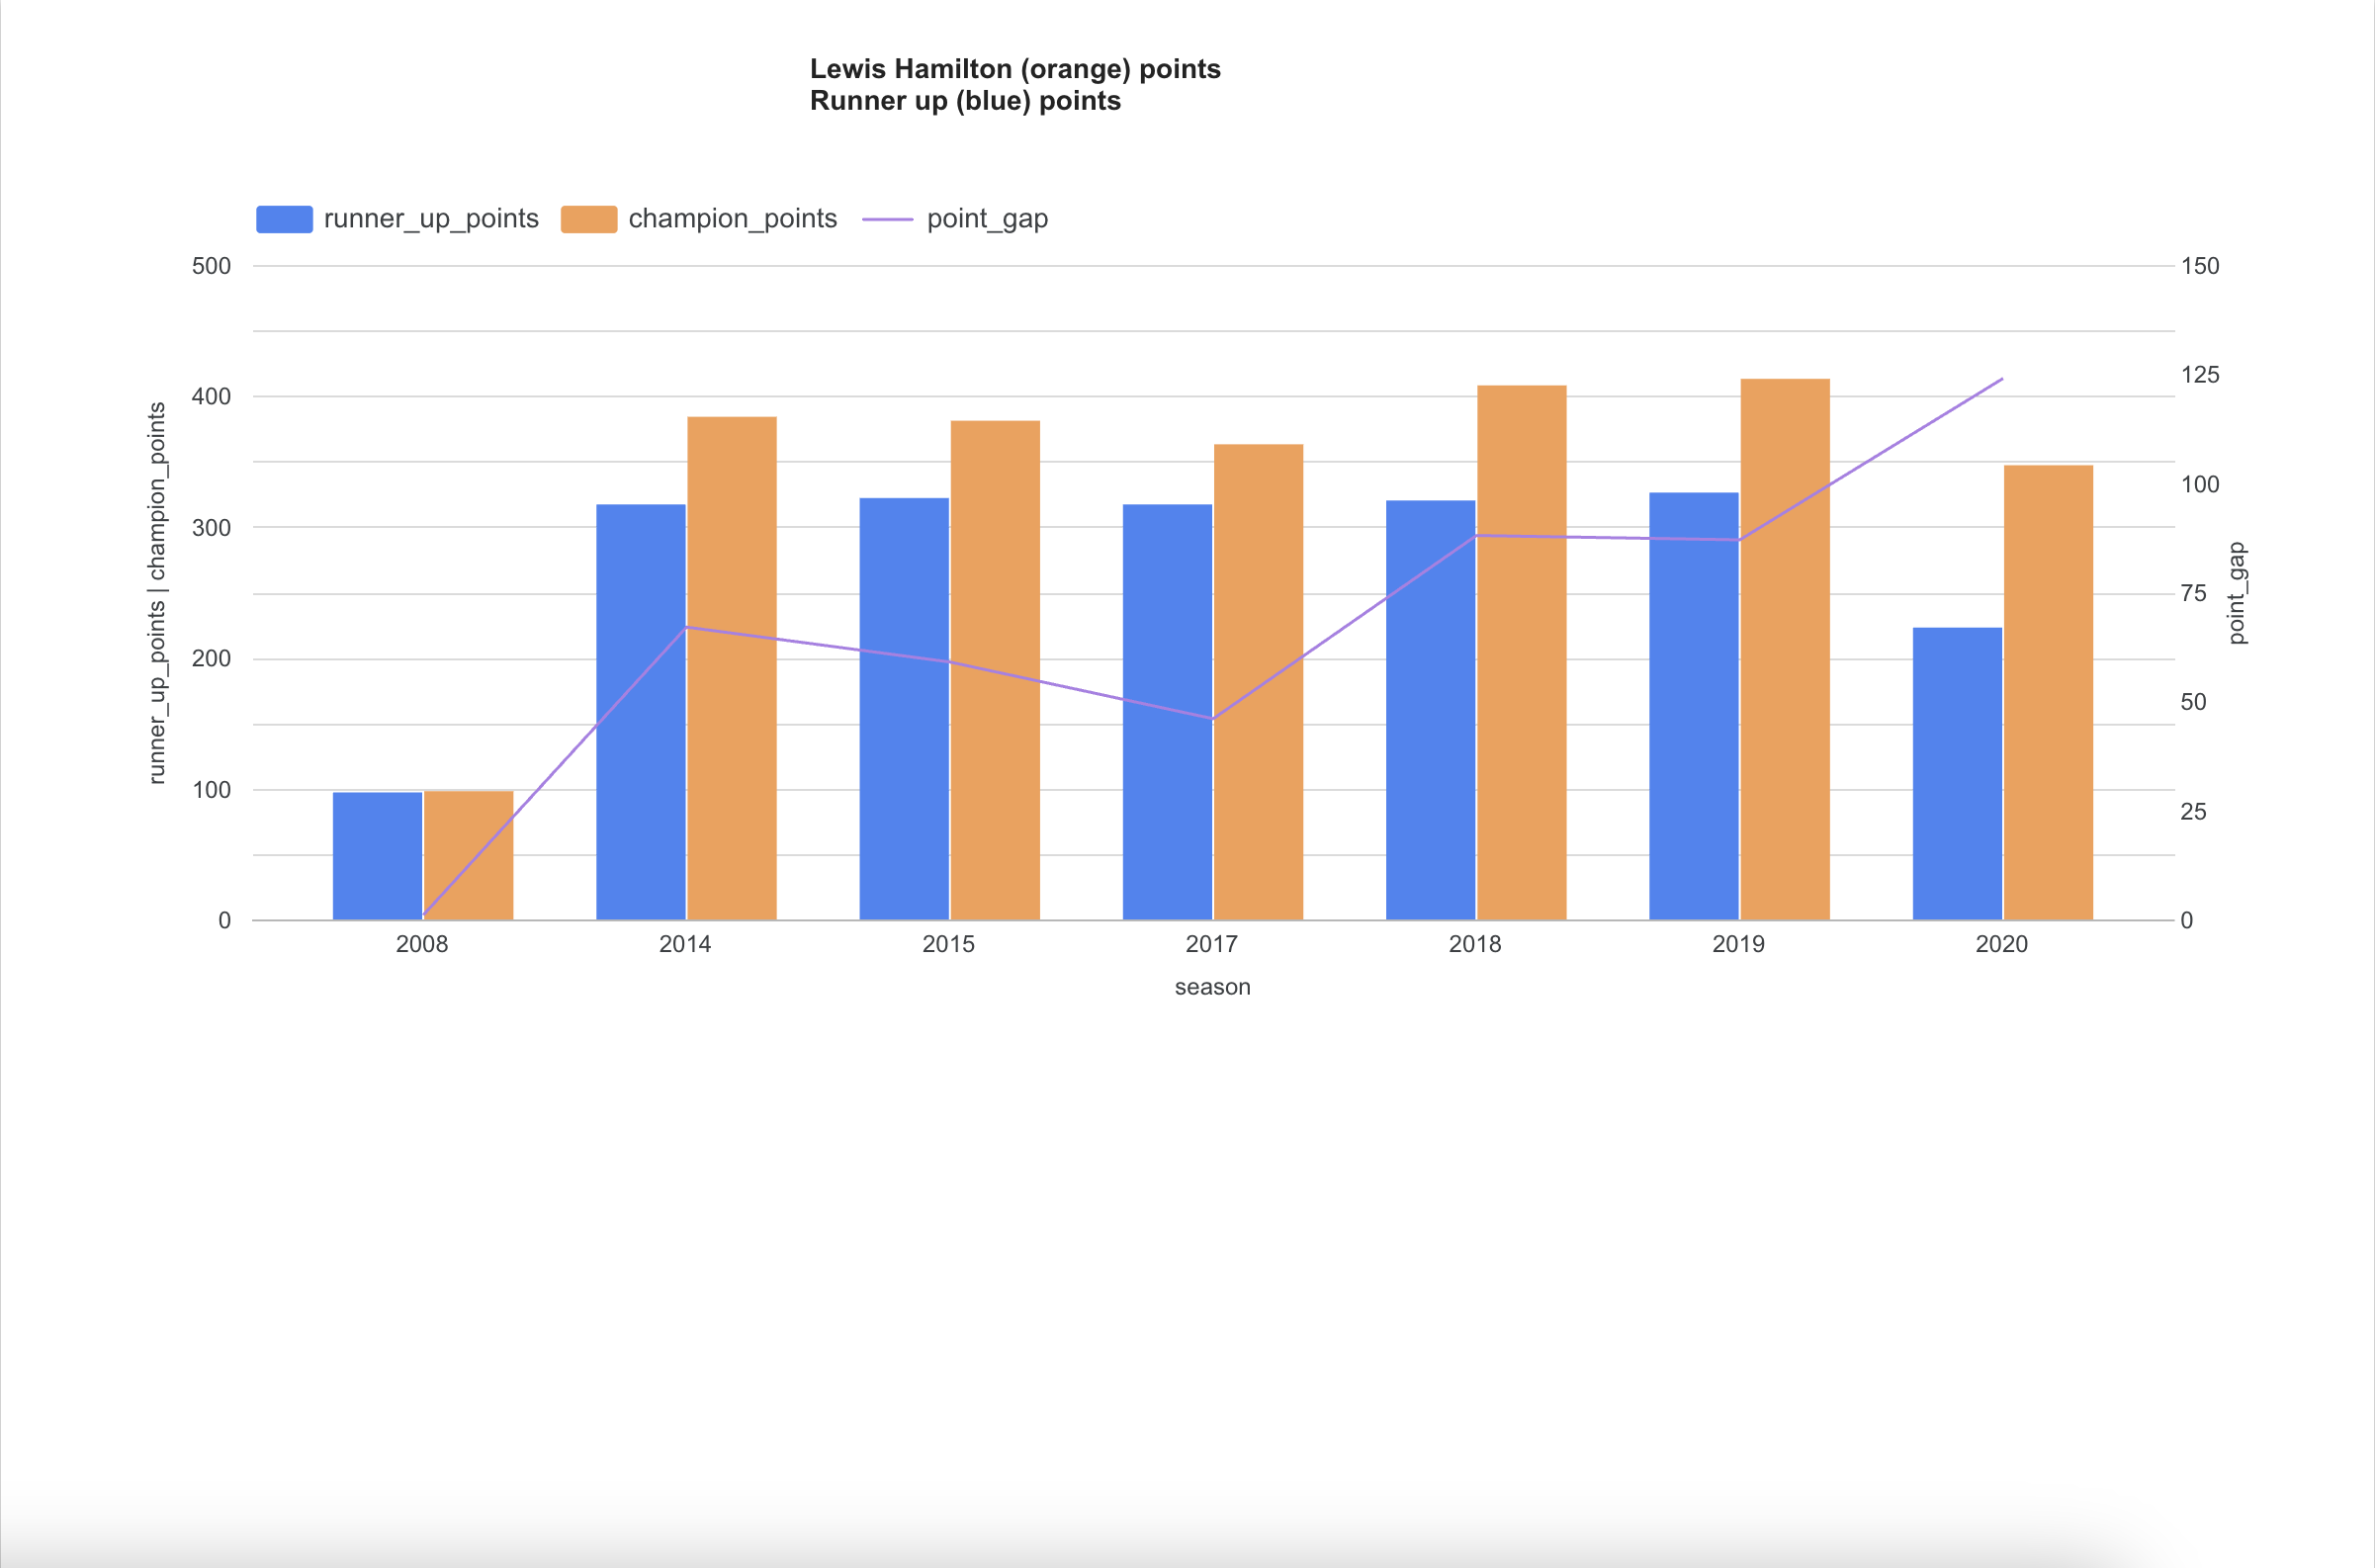 Lewis Hamilton (orange) points
Runner up (blue) points
runner_up_points champion_points point_gap
500
400
300
200
100
0
runner_up_points | champion_points
150
125
100
75
50
25
0
point_gap
2008 2014 2015 2017 2018 2019 2020
season